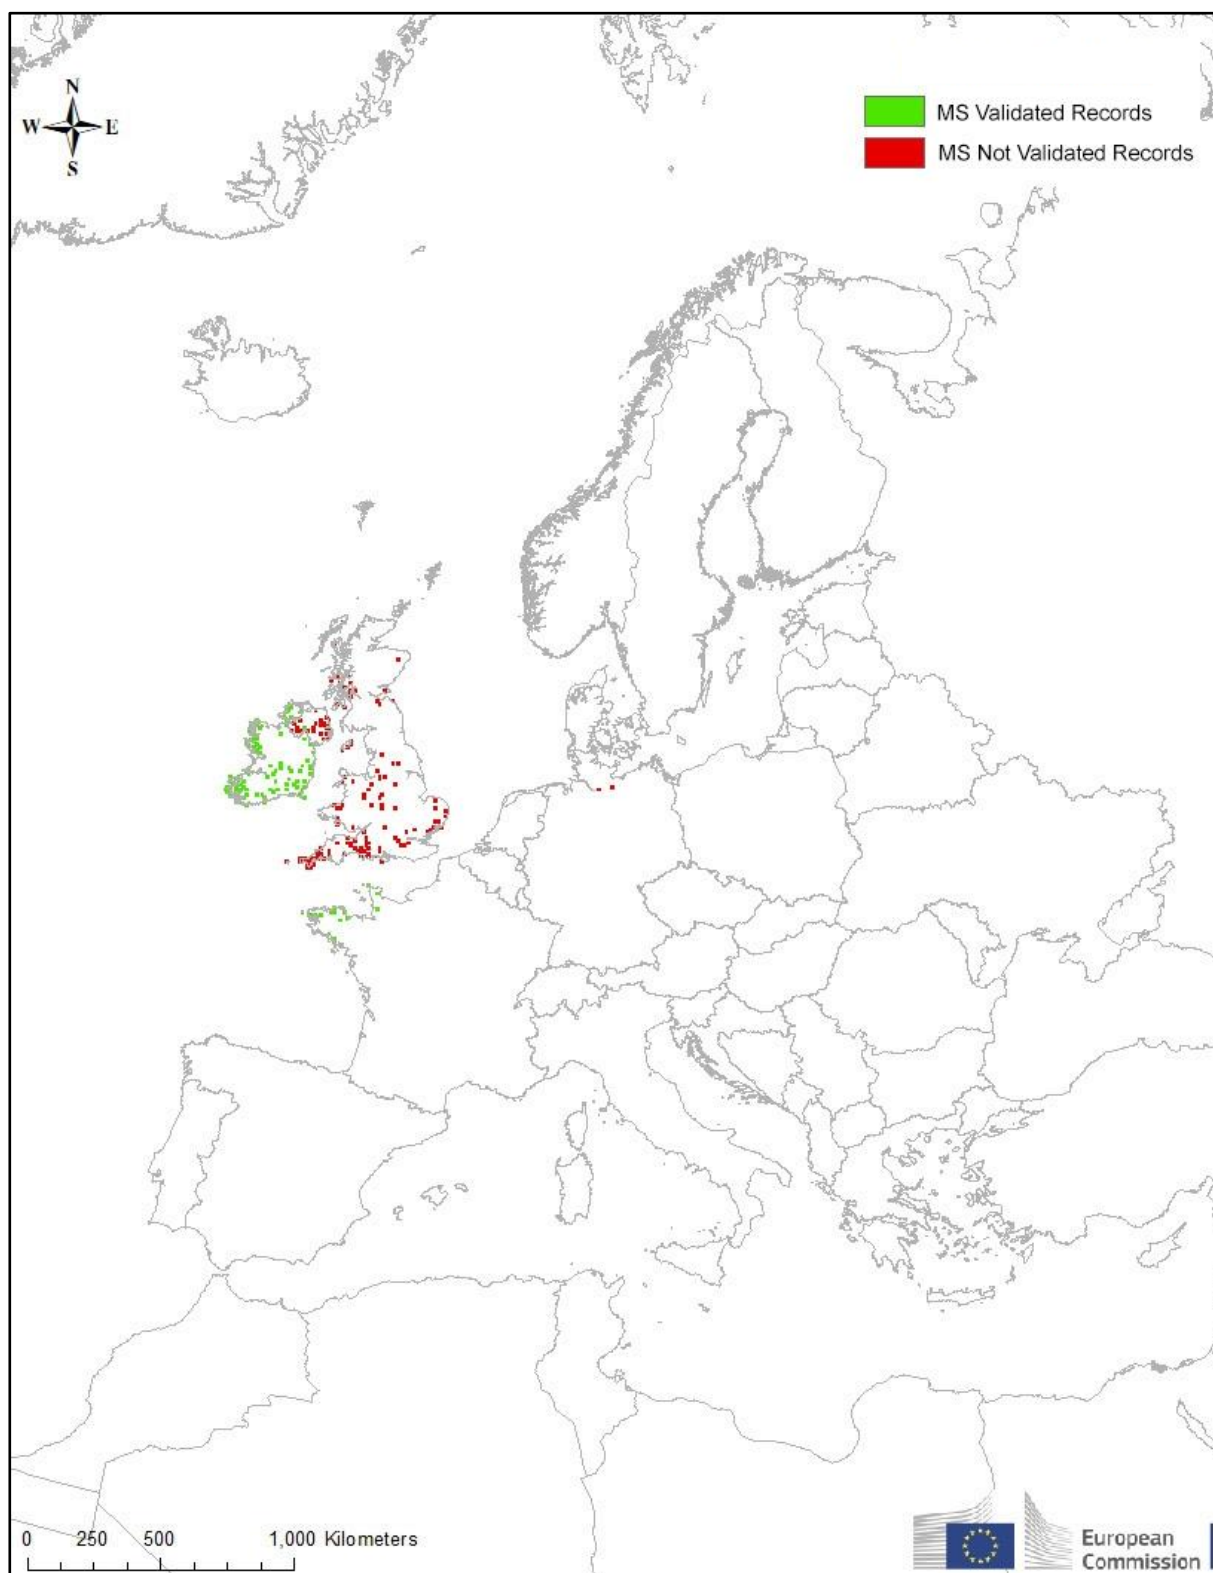 N
W E
S
MS Validated Records
MS Not Validated Records
0 250 500 1,000 Kilometers
European
Commission